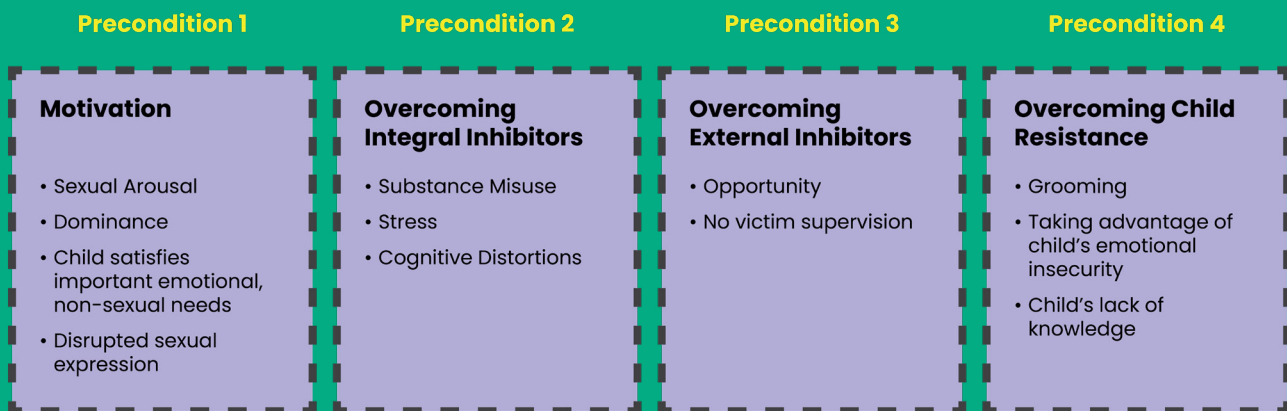 Precondition 1
Precondition 2
Precondition 3
Precondition 4
Motivation
• Sexual Arousal
• Dominance
• Child satisfies
important emotional,
non-sexual needs
• Disrupted sexual
expression
Overcoming
Integral Inhibitors
• Substance Misuse
• Stress
• Cognitive Distortions
Overcoming
External Inhibitors
• Opportunity
• No victim supervision
Overcoming Child
Resistance
• Grooming
• Taking advantage of
child's emotional
insecurity
• Child's lack of
knowledge